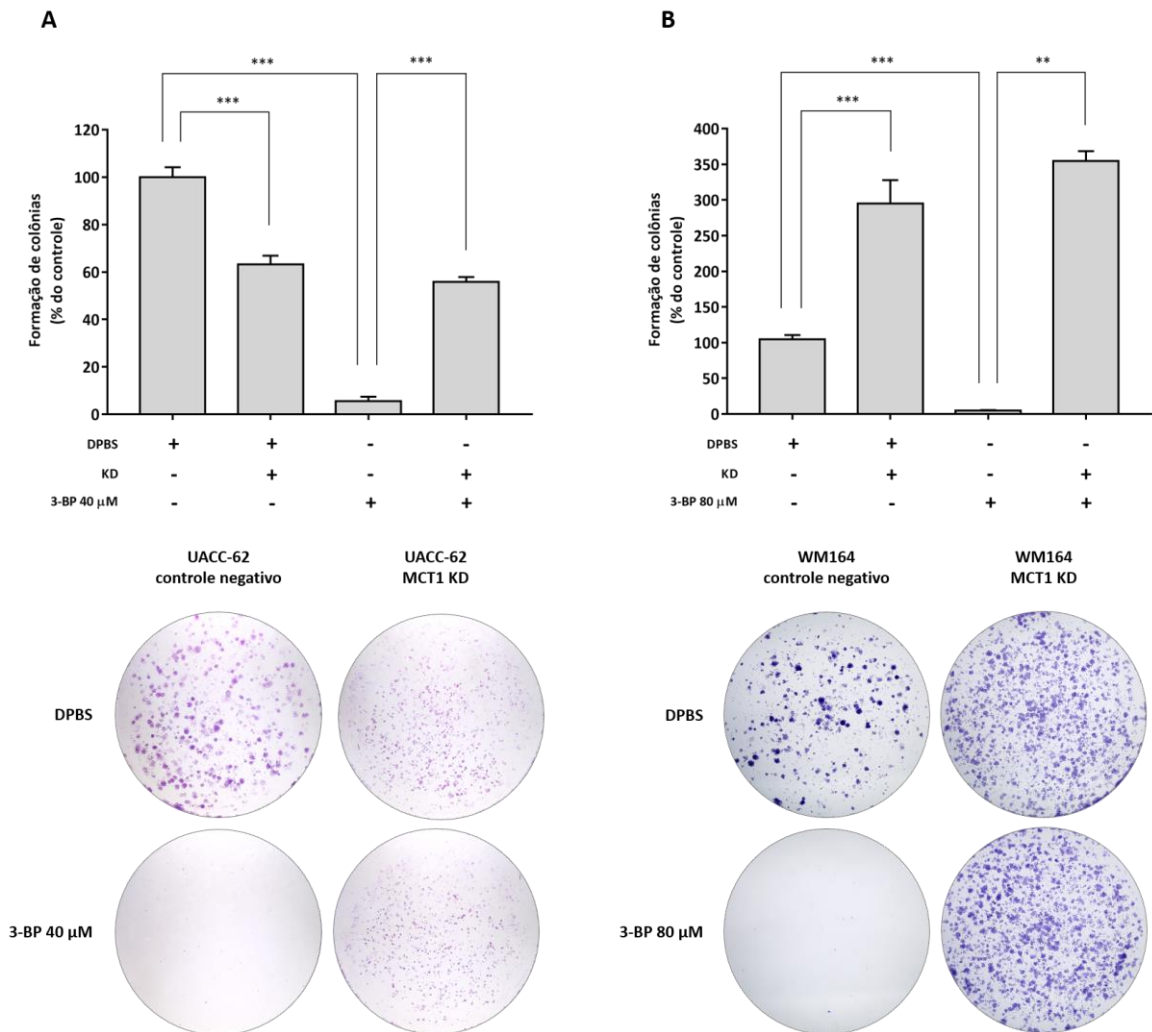 A
***
***
***
120
100
80
60
40
20
0
Formação de colônias
(% do controle)
DPBS + + - -
KD - + - +
3-BP 40 µM - - + +
UACC-62
controle negativo
UACC-62
MCT1 KD
DPBS
3-BP 40 µM
B
***
**
***
400
350
300
250
200
150
100
50
0
Formação de colônias
(% do controle)
DPBS + + - -
KD - + - +
3-BP 80 µM - - + +
WM164
controle negativo
WM164
MCT1 KD
DPBS
3-BP 80 µM